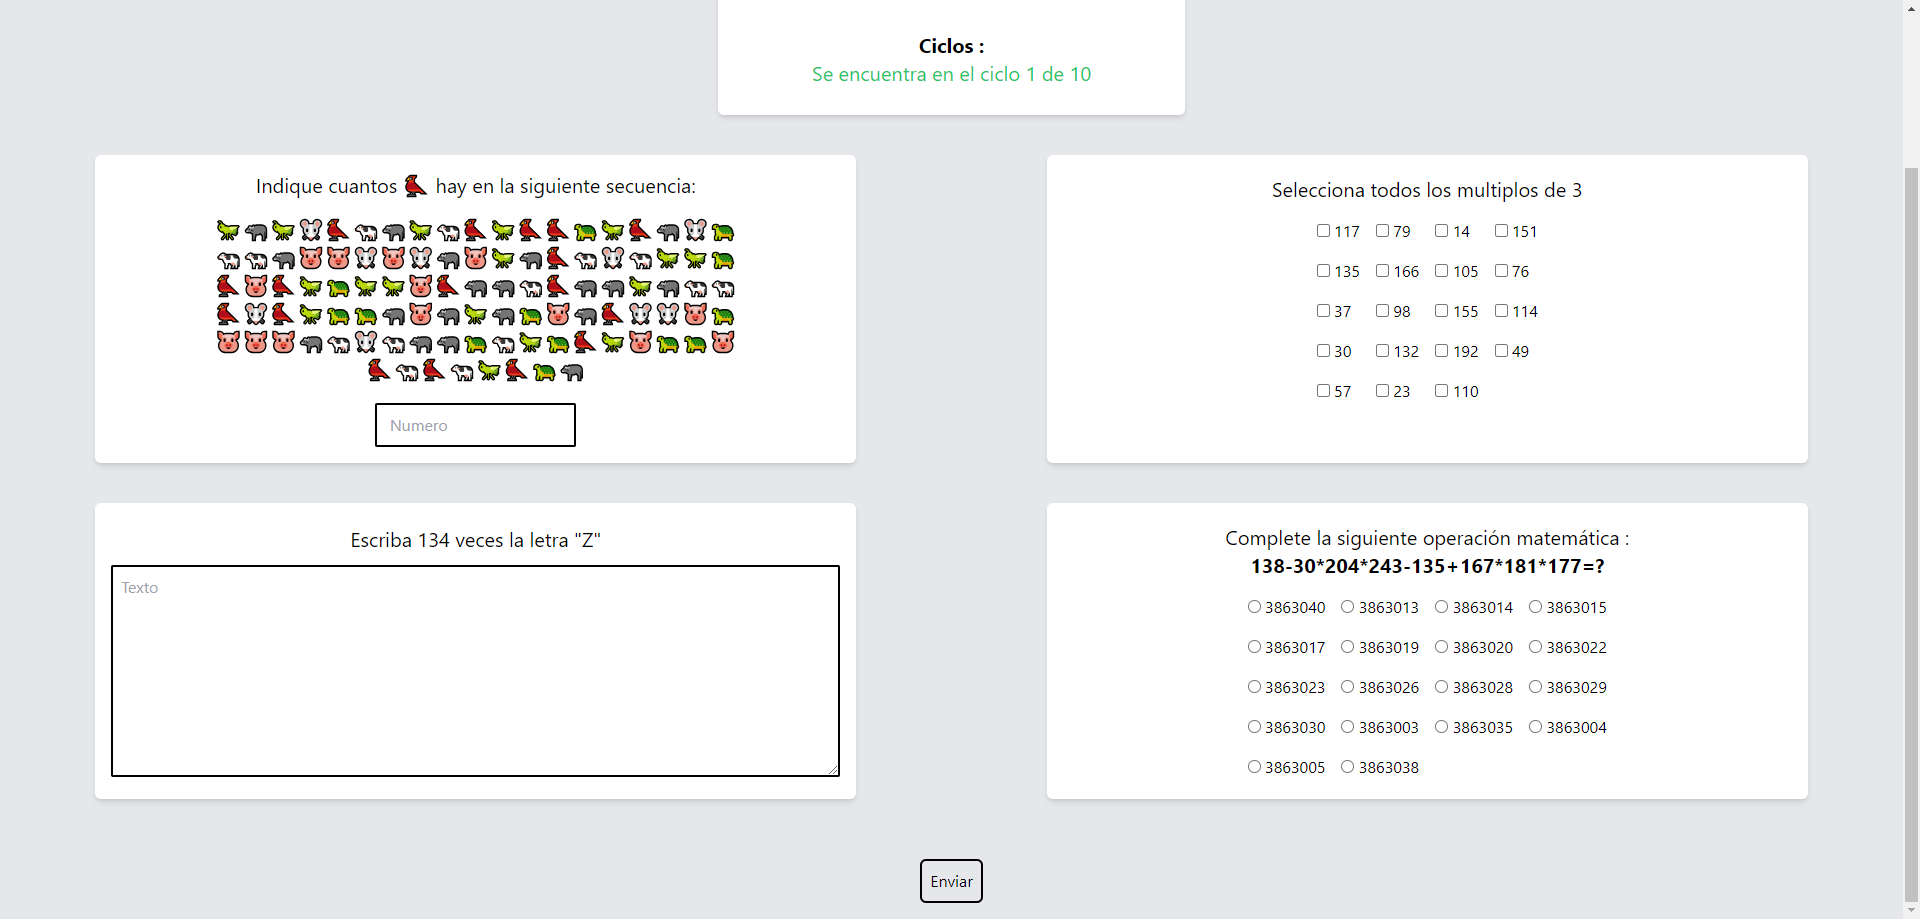 Ciclos :
Se encuentra en el ciclo 1 de 10
Indique cuantos hay en la siguiente secuencia:
Numero
Selecciona todos los multiplos de 3
117 79 14 151
135 166 105 76
37 98 155 114
30 132 192 49
57 23 110
Escriba 134 veces la letra "Z"
Texto
Complete la siguiente operación matemática :
138-30*204*243-135+167*181*177=?
3863040 3863013 3863014 3863015
3863017 3863019 3863020 3863022
3863023 3863026 3863028 3863029
3863030 3863003 3863035 3863004
3863005 3863038
Enviar